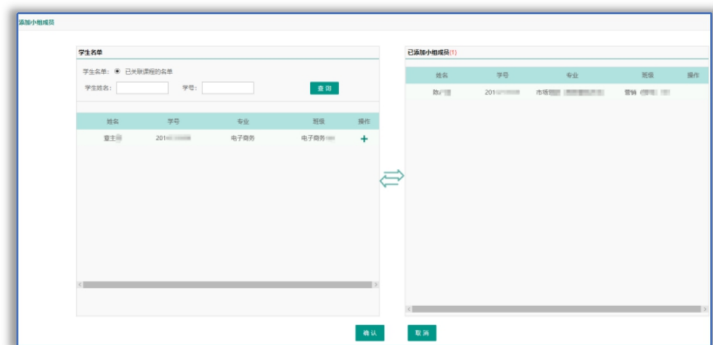 添加小组成员
学生名单
学生名单: 已关联课程的名单
学生姓名: 学号: 查询
姓名 学号 专业 班级 操作
201 电子商务 电子商务 +
已添加小组成员(1)
姓名 学号 专业 班级 操作
201 市场 营销
确认 取消